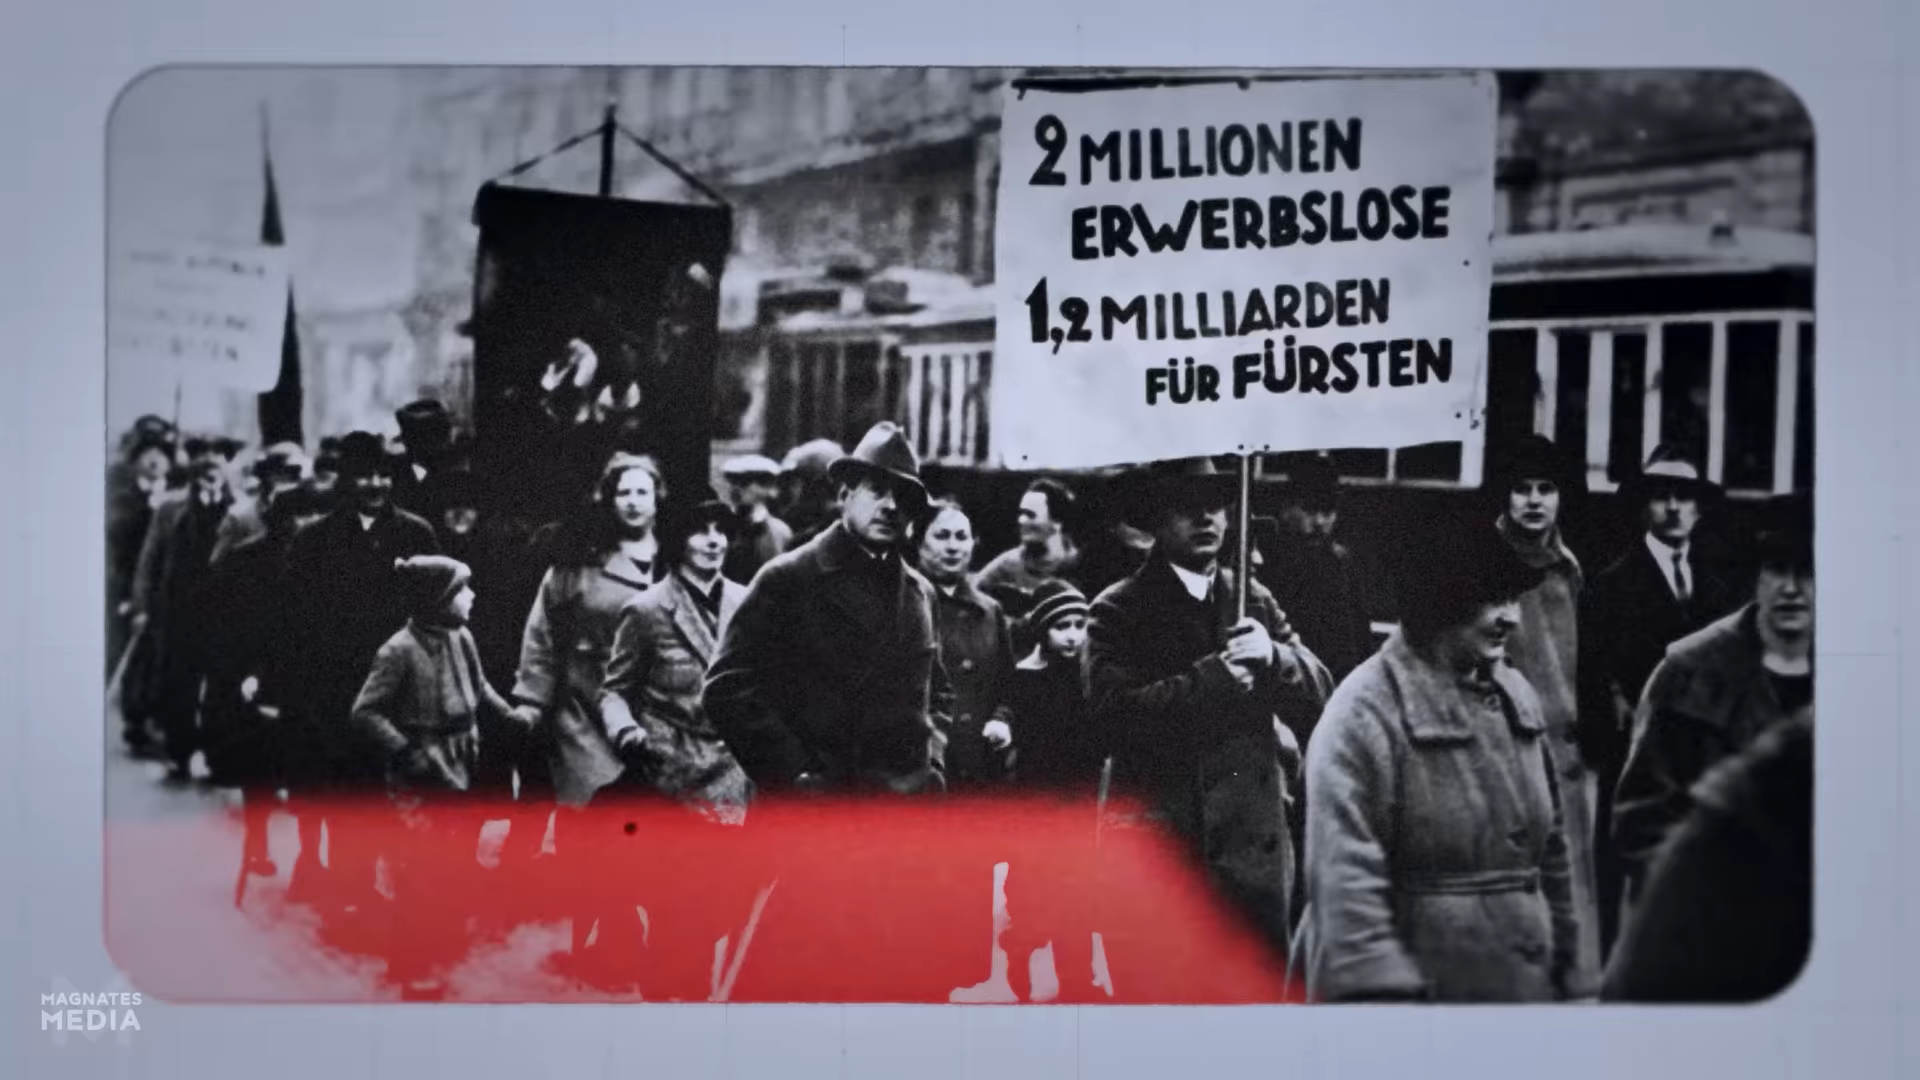 2 MILLIONEN
ERWERBSLOSE
1,2 MILLIARDEN
FÜR FÜRSTEN
MAGNATES
MEDIA